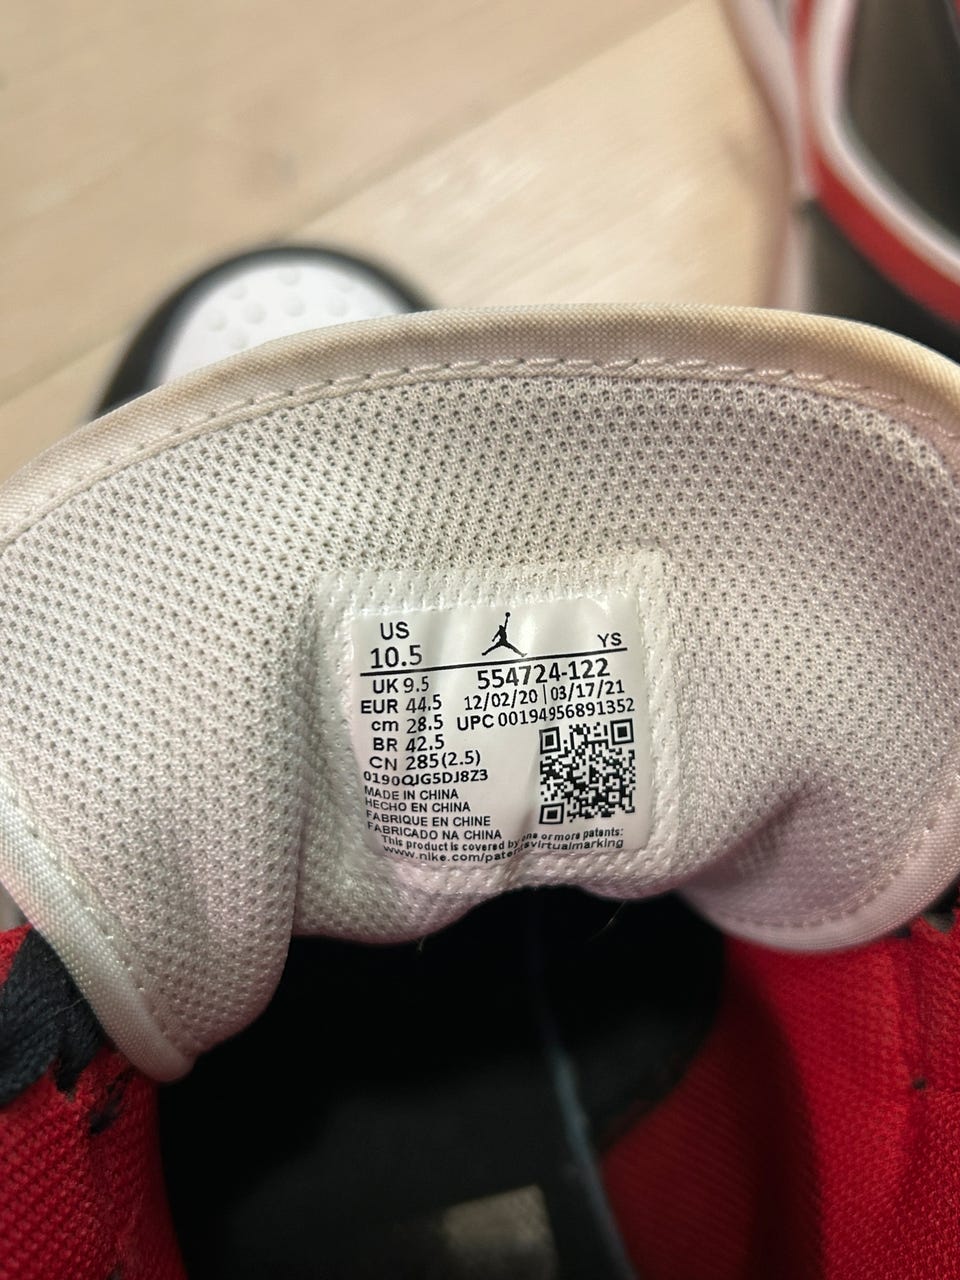 US
10.5
YS
UK 9.5
EUR 44.5
cm 28.5
BR 42.5
CN 285(2.5)
0190QJG5DJ8Z3
MADE IN CHINA
HECHO EN CHINA
FABRIQUE EN CHINE
FABRICADO NA CHINA
554724-122
12/02/20 | 03/17/21
UPC 00194956891352
This product is covered by one or more patents:
www.nike.com/patentsvirtualmarking